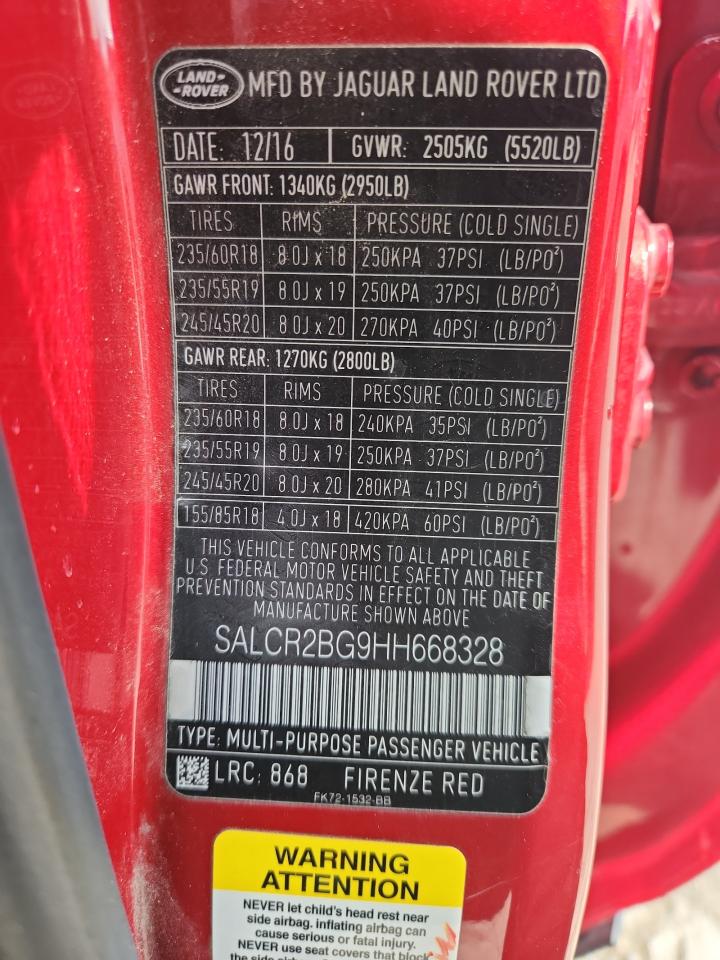 LAND-ROVER MFD BY JAGUAR LAND ROVER LTD
DATE: 12/16 GVWR: 2505KG (5520LB)
GAWR FRONT: 1340KG (2950LB)
TIRES RIMS PRESSURE (COLD SINGLE)
235/60R18 8.0J x 18 250KPA 37PSI (LB/PO²)
235/55R19 8.0J x 19 250KPA 37PSI (LB/PO²)
245/45R20 8.0J x 20 270KPA 40PSI (LB/PO²)
GAWR REAR: 1270KG (2800LB)
TIRES RIMS PRESSURE (COLD SINGLE)
235/60R18 8.0J x 18 240KPA 35PSI (LB/PO²)
235/55R19 8.0J x 19 250KPA 37PSI (LB/PO²)
245/45R20 8.0J x 20 280KPA 41PSI (LB/PO²)
155/85R18 4.0J x 18 420KPA 60PSI (LB/PO²)
THIS VEHICLE CONFORMS TO ALL APPLICABLE
U.S. FEDERAL MOTOR VEHICLE SAFETY AND THEFT
PREVENTION STANDARDS IN EFFECT ON THE DATE OF
MANUFACTURE SHOWN ABOVE
SALCR2BG9HH668328
TYPE: MULTI-PURPOSE PASSENGER VEHICLE
LRC: 868 FIRENZE RED
FK72-1532-BB
WARNING
ATTENTION
NEVER let child's head rest near
side airbag. inflating airbag can
cause serious or fatal injury.
NEVER use seat covers that block
the side